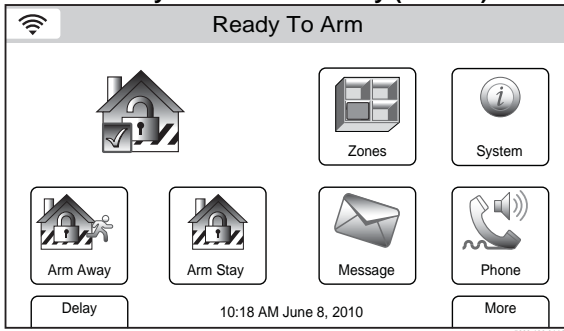 Ready To Arm
Zones
System
Arm Away
Arm Stay
Message
Phone
Delay
10:18 AM June 8, 2010
More